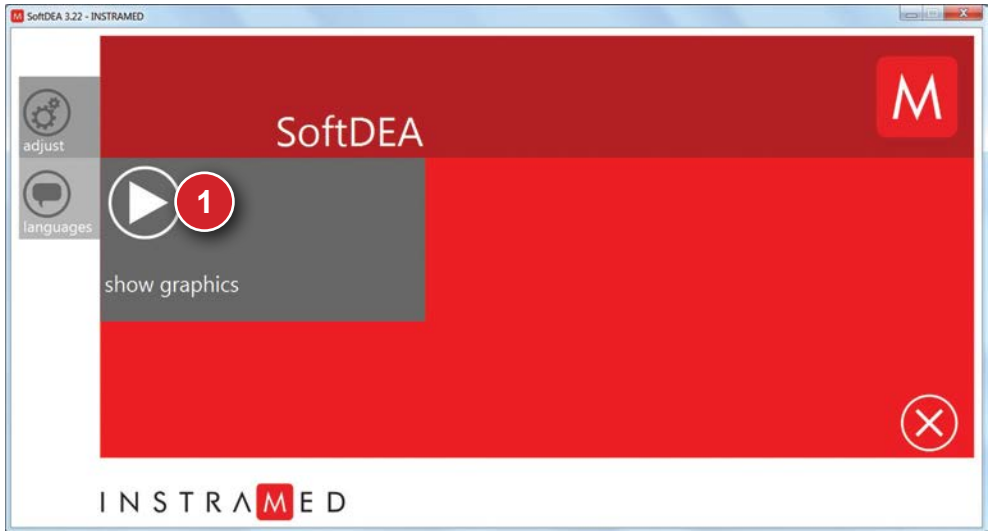 SoftDEA 3.22 - INSTRAMED
M
SoftDEA
adjust
languages
1
show graphics
INSTRAMED